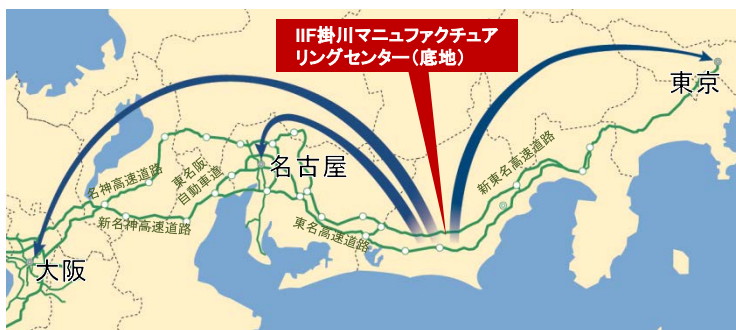 IIF掛川マニュファクチュア
リングセンター（底地）
東京
名古屋
大阪
名神高速道路
東名阪
自動車道
新名神高速道路
東名高速道路
新東名高速道路